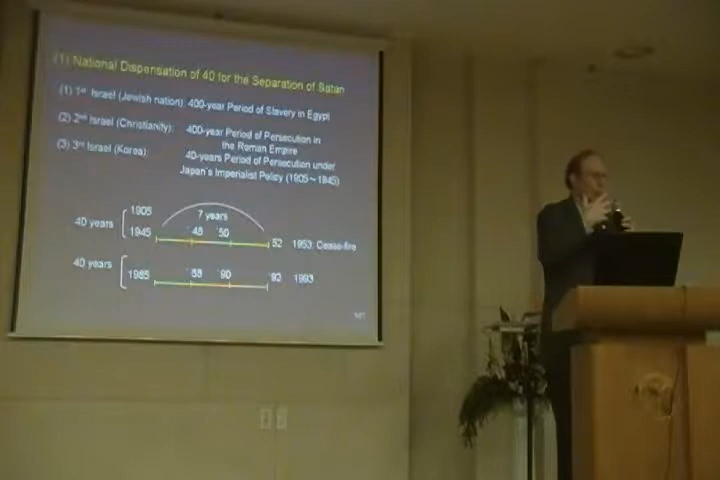 (1) National Dispensation of 40 for the Separation of Satan
(1) 1st Israel (Jewish nation): 400-year Period of Slavery in Egypt
(2) 2nd Israel (Christianity): 400-year Period of Persecution in
the Roman Empire
(3) 3rd Israel (Korea): 40-years Period of Persecution under
Japan's Imperialist Policy (1905~1945)
1905 7 years
40 years 1945 '48 '50 '52 1953: Cease-fire
40 years 1985 '88 '90 '92 1993